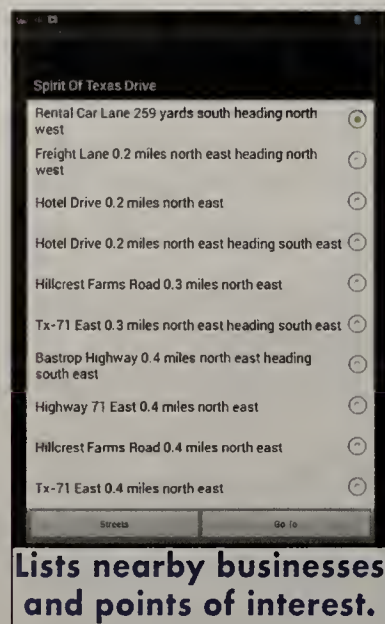 Spirit Of Texas Drive
Rental Car Lane 259 yards south heading north
west
Freight Lane 0.2 miles north east heading north
west
Hotel Drive 0.2 miles north east
Hotel Drive 0.2 miles north east heading south east
Hillcrest Farms Road 0.3 miles north east
Tx-71 East 0.3 miles north east heading south east
Bastrop Highway 0.4 miles north east heading
south east
Highway 71 East 0.4 miles north east
Hillcrest Farms Road 0.4 miles north east
Tx-71 East 0.4 miles north east
Streets
Go To
Lists nearby businesses
and points of interest.